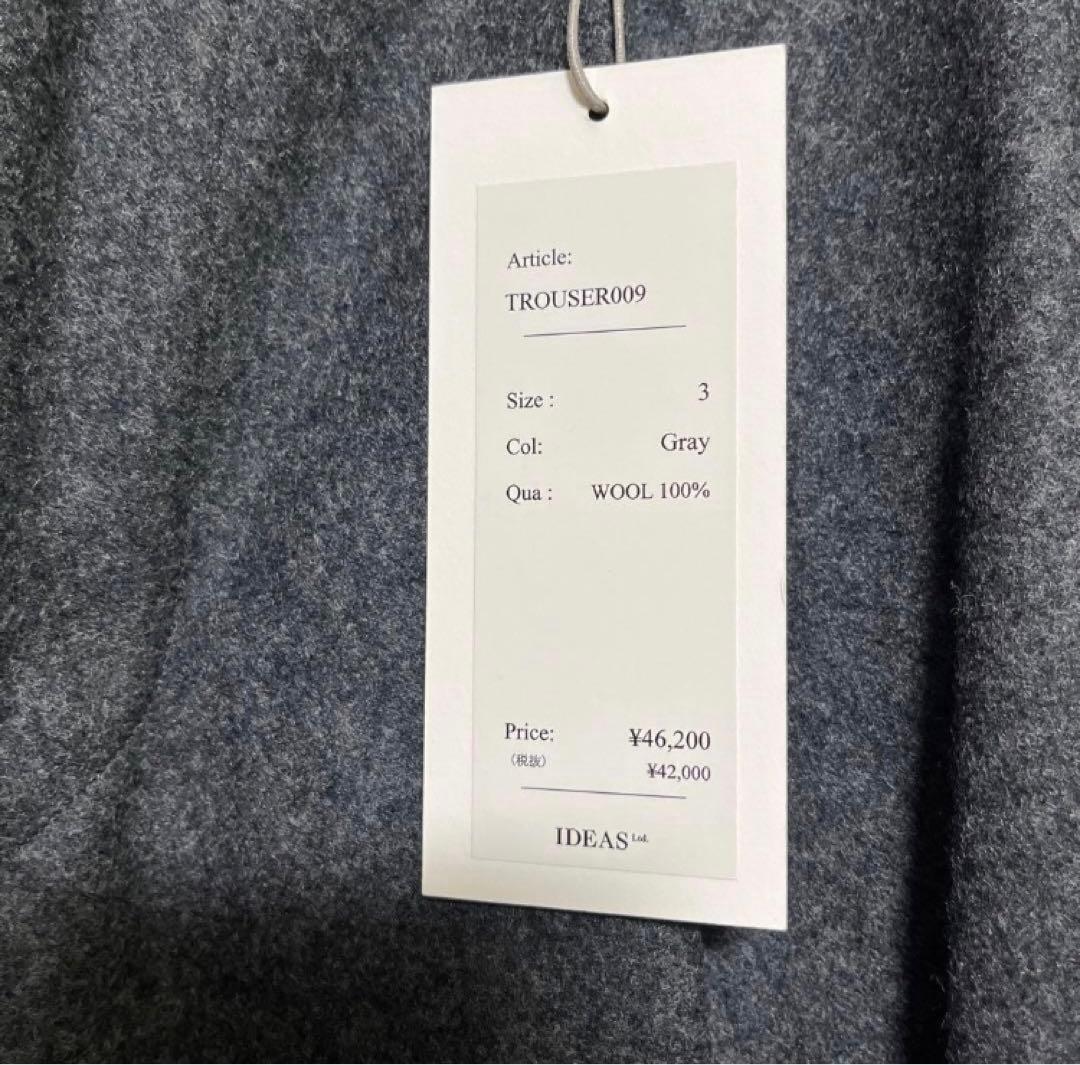 Article:
TROUSER009
Size : 3
Col: Gray
Qua : WOOL 100%
Price: ¥46,200
(税抜) ¥42,000
IDEAS Ltd.